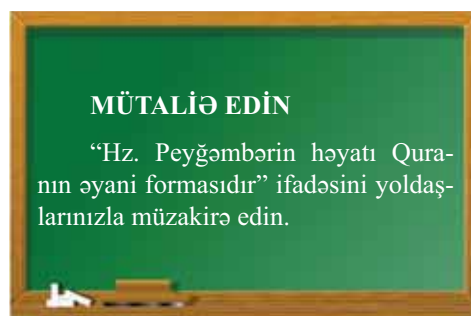 MÜTALİƏ EDİN
“Hz. Peyğəmbərin həyatı Qura-
nın əyani formasıdır” ifadəsini yoldaş-
larınızla müzakirə edin.